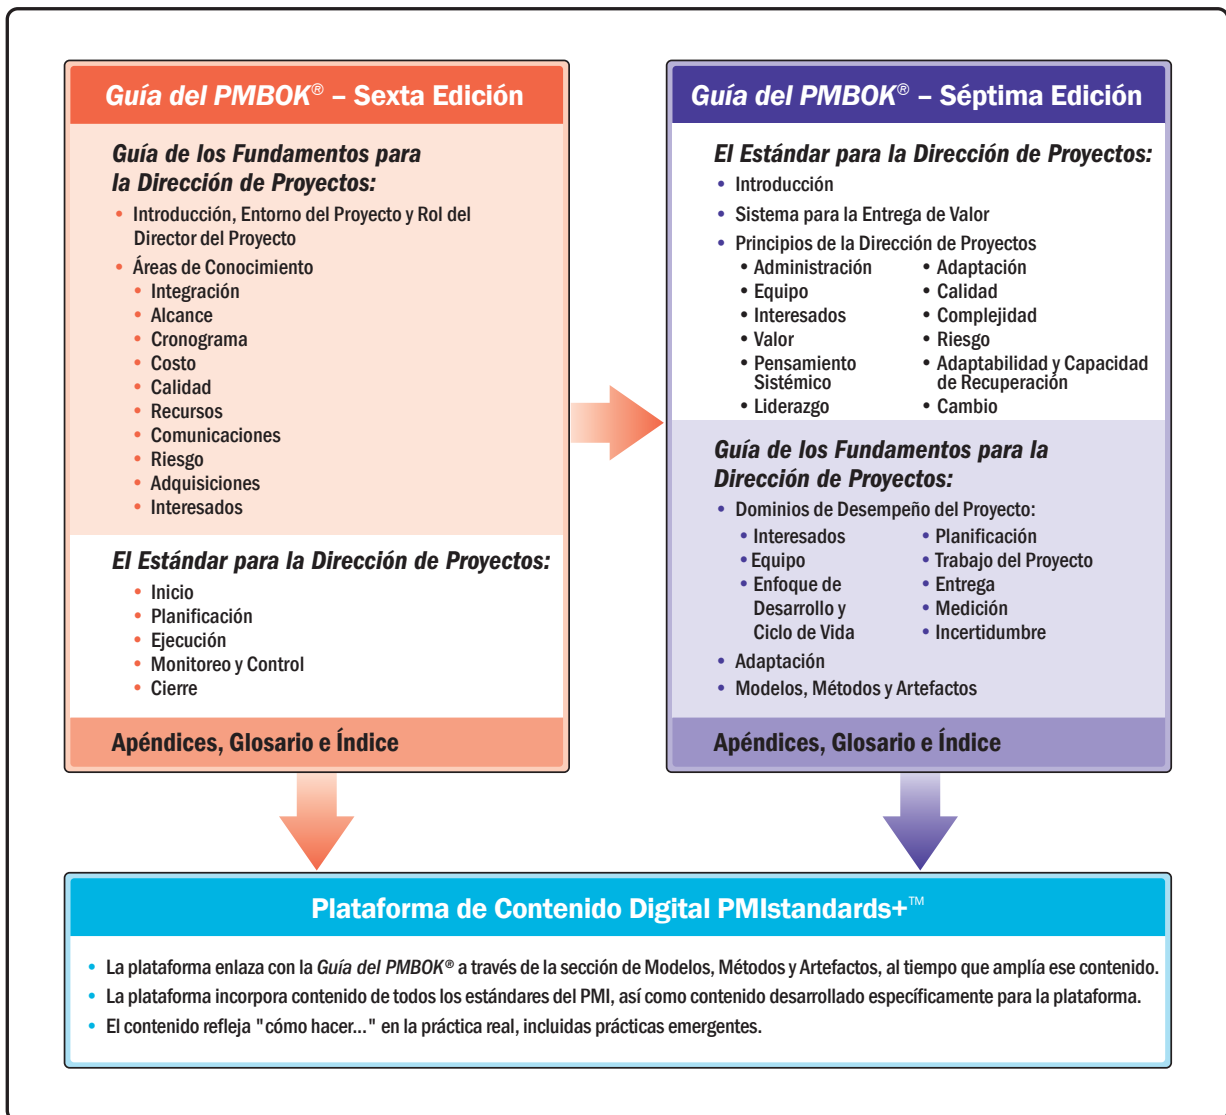 Guía del PMBOK® – Sexta Edición
Guía de los Fundamentos para
la Dirección de Proyectos:
• Introducción, Entorno del Proyecto y Rol del
Director del Proyecto
• Áreas de Conocimiento
• Integración
• Alcance
• Cronograma
• Costo
• Calidad
• Recursos
• Comunicaciones
• Riesgo
• Adquisiciones
• Interesados
El Estándar para la Dirección de Proyectos:
• Inicio
• Planificación
• Ejecución
• Monitoreo y Control
• Cierre
Apéndices, Glosario e Índice
Guía del PMBOK® – Séptima Edición
El Estándar para la Dirección de Proyectos:
• Introducción
• Sistema para la Entrega de Valor
• Principios de la Dirección de Proyectos
• Administración
• Equipo
• Interesados
• Valor
• Pensamiento
Sistémico
• Liderazgo
• Adaptación
• Calidad
• Complejidad
• Riesgo
• Adaptabilidad y Capacidad
de Recuperación
• Cambio
Guía de los Fundamentos para la
Dirección de Proyectos:
• Dominios de Desempeño del Proyecto:
• Interesados
• Equipo
• Enfoque de
Desarrollo y
Ciclo de Vida
• Planificación
• Trabajo del Proyecto
• Entrega
• Medición
• Incertidumbre
• Adaptación
• Modelos, Métodos y Artefactos
Apéndices, Glosario e Índice
Plataforma de Contenido Digital PMIstandards+™
• La plataforma enlaza con la Guía del PMBOK® a través de la sección de Modelos, Métodos y Artefactos, al tiempo que amplía ese contenido.
• La plataforma incorpora contenido de todos los estándares del PMI, así como contenido desarrollado específicamente para la plataforma.
• El contenido refleja "cómo hacer..." en la práctica real, incluidas prácticas emergentes.